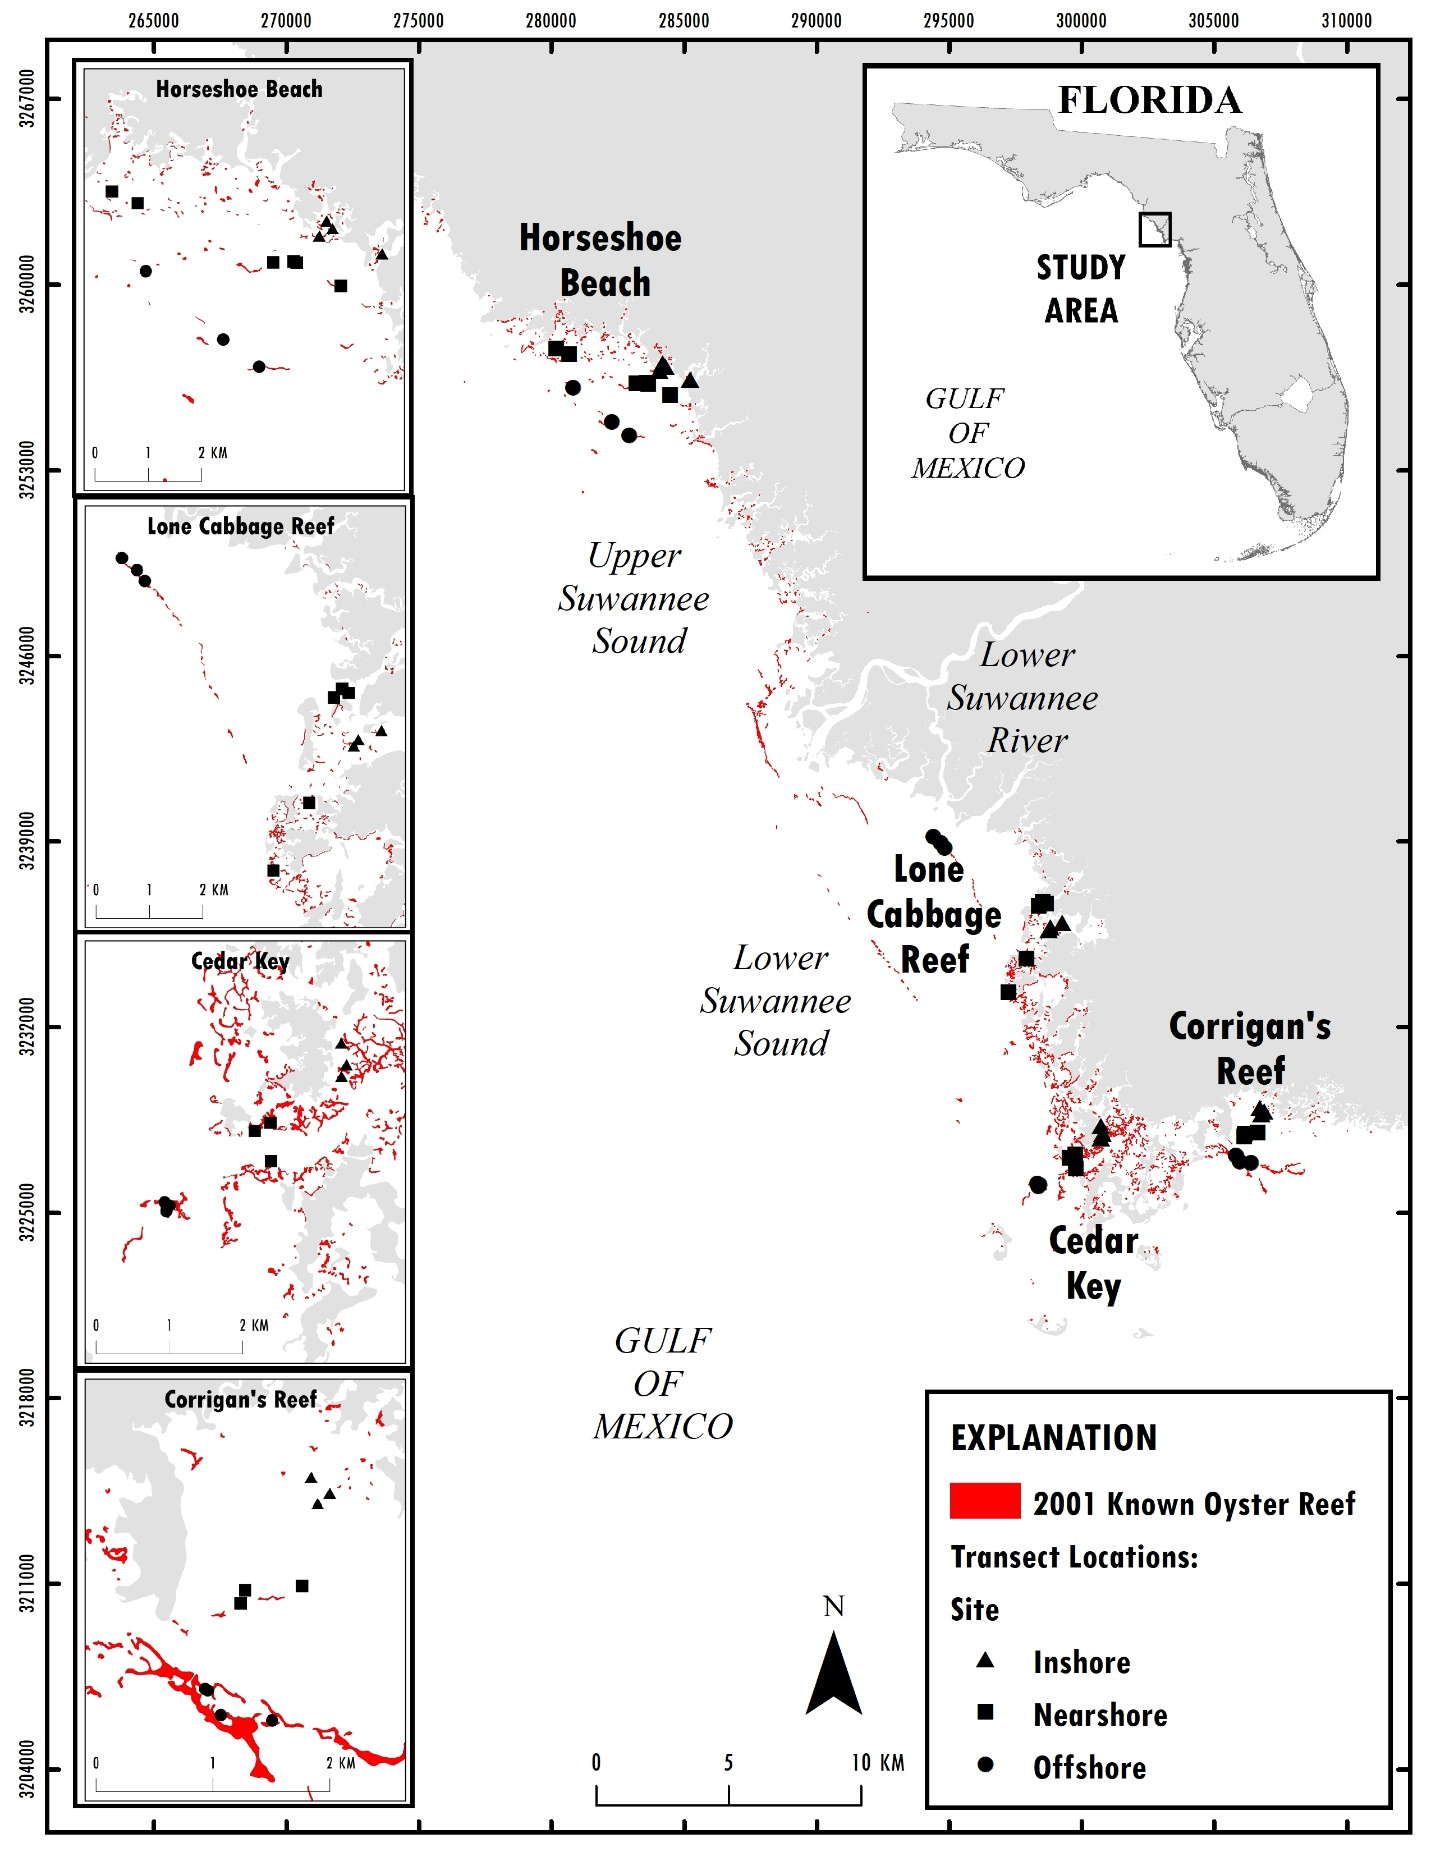 265000 270000 275000 280000 285000 290000 295000 300000 305000 310000
3267000
3260000
3253000
3246000
3239000
3232000
3225000
3218000
3211000
3204000
Horseshoe Beach
0 1 2 KM
Lone Cabbage Reef
0 1 2 KM
Cedar Key
0 1 2 KM
Corrigan's Reef
0 1 2 KM
FLORIDA
STUDY
AREA
GULF
OF
MEXICO
Horseshoe
Beach
Upper
Suwannee
Sound
Lower
Suwannee
River
Lone
Cabbage
Reef
Lower
Suwannee
Sound
Corrigan's
Reef
Cedar
Key
GULF
OF
MEXICO
N
0 5 10 KM
EXPLANATION
2001 Known Oyster Reef
Transect Locations:
Site
Inshore
Nearshore
Offshore